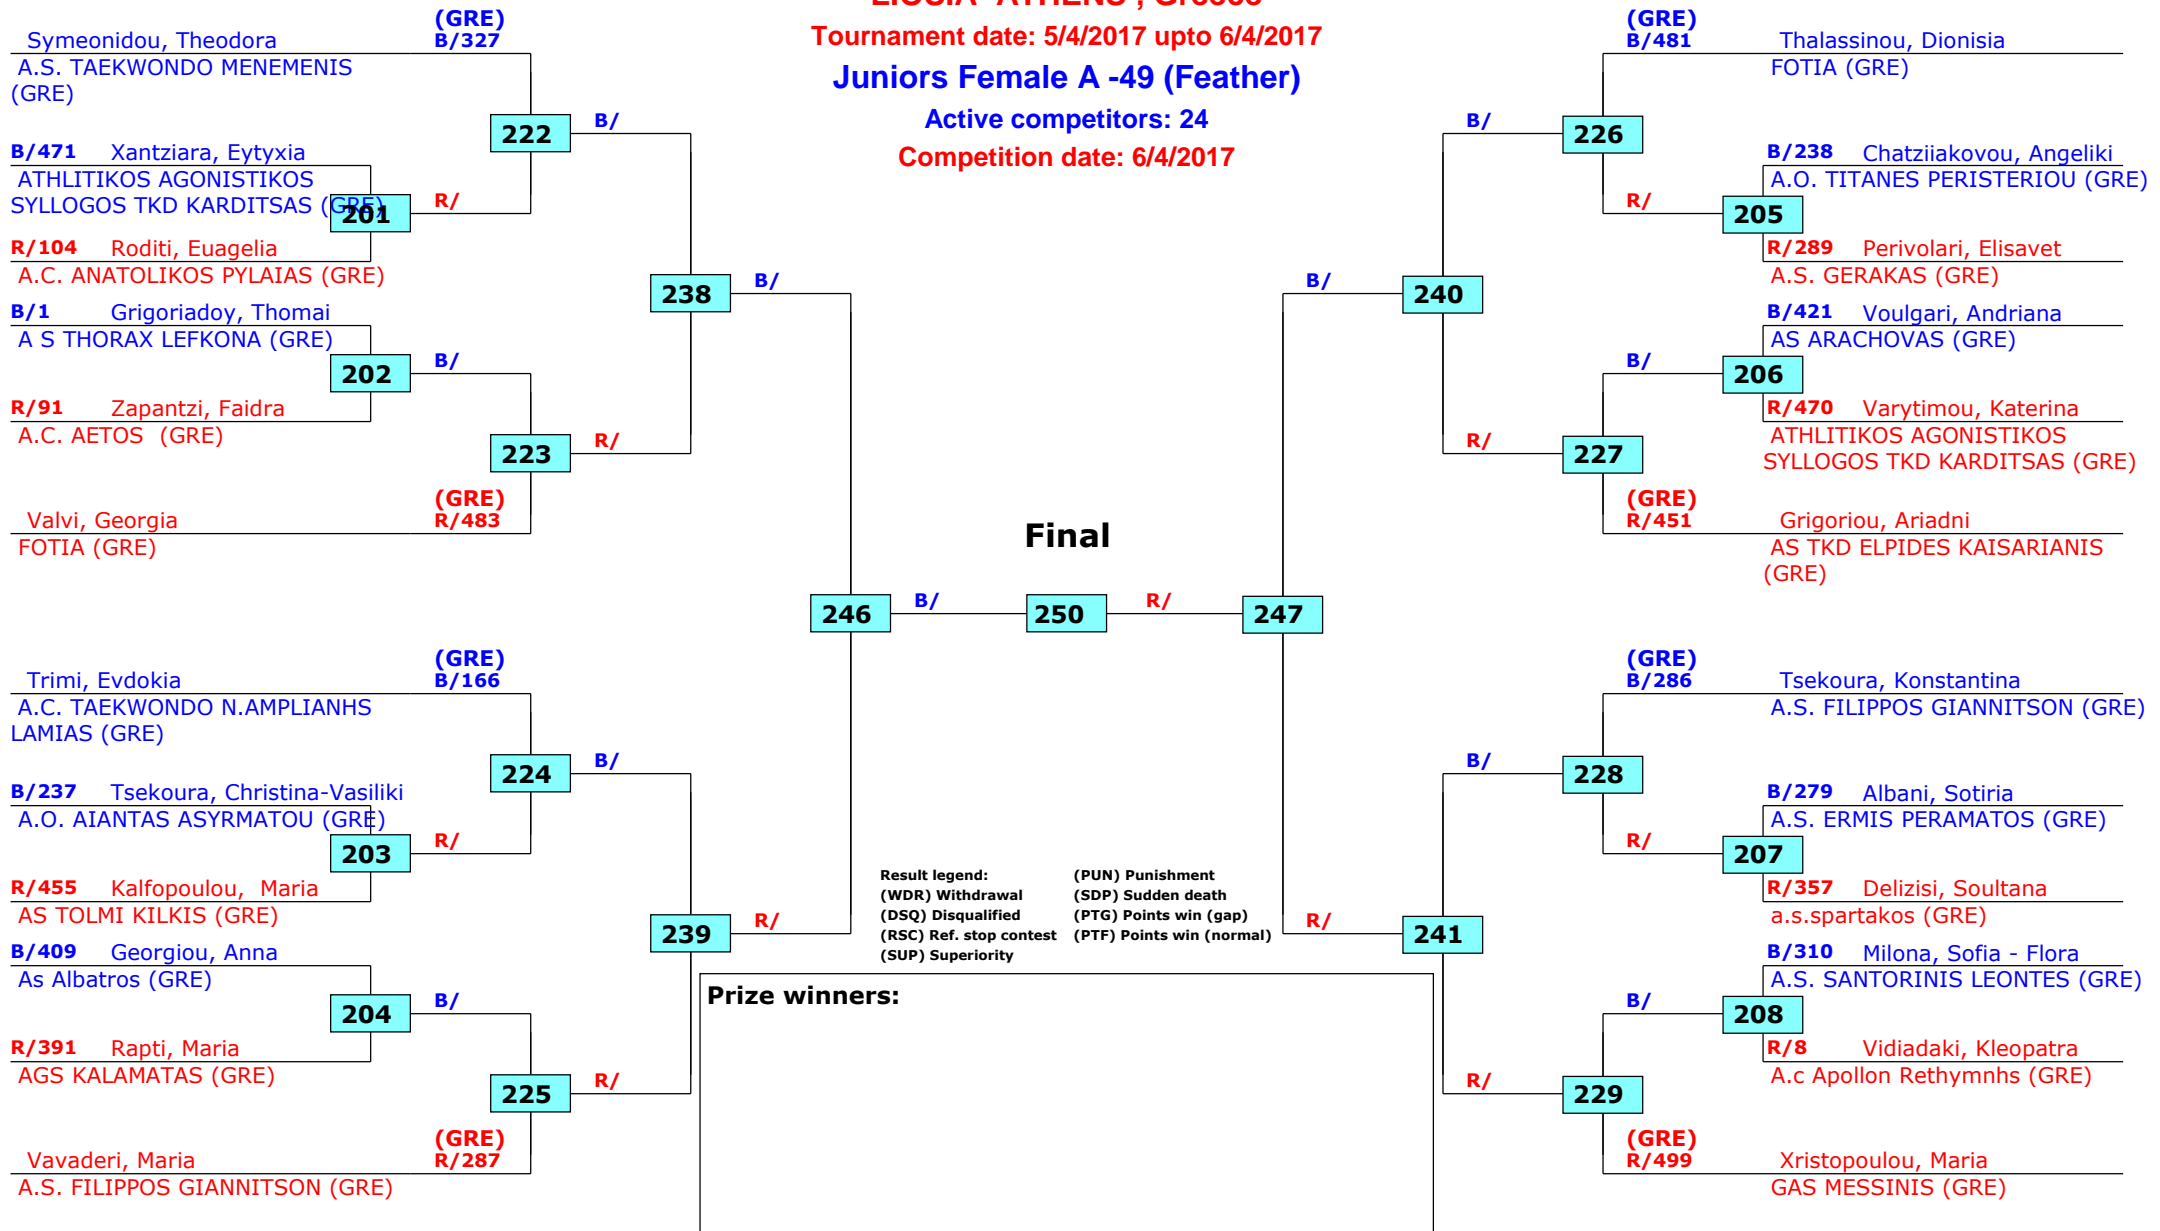 LIOSIA- ATHENS , Greece
Tournament date: 5/4/2017 upto 6/4/2017
Juniors Female A -49 (Feather)
Active competitors: 24
Competition date: 6/4/2017
(GRE)
Symeonidou, Theodora B/327
A.S. TAEKWONDO MENEMENIS
(GRE)
222
B/
B/471 Xantziara, Eytyxia
ATHLITIKOS AGONISTIKOS
SYLLOGOS TKD KARDITSAS (GRE)
201
R/
R/104 Roditi, Euagelia
A.C. ANATOLIKOS PYLAIAS (GRE)
238
B/
B/1 Grigoriadoy, Thomai
A S THORAX LEFKONA (GRE)
202
B/
R/91 Zapantzi, Faidra
A.C. AETOS (GRE)
223
R/
(GRE)
Valvi, Georgia R/483
FOTIA (GRE)
246
B/
(GRE)
Trimi, Evdokia B/166
A.C. TAEKWONDO N.AMPLIANHS
LAMIAS (GRE)
224
B/
B/237 Tsekoura, Christina-Vasiliki
A.O. AIANTAS ASYRMATOU (GRE)
203
R/
R/455 Kalfopoulou, Maria
AS TOLMI KILKIS (GRE)
239
R/
B/409 Georgiou, Anna
As Albatros (GRE)
204
B/
R/391 Rapti, Maria
AGS KALAMATAS (GRE)
225
R/
(GRE)
Vavaderi, Maria R/287
A.S. FILIPPOS GIANNITSON (GRE)
Final
250
R/
247
(GRE)
B/481 Thalassinou, Dionisia
FOTIA (GRE)
B/
226
B/238 Chatziiakovou, Angeliki
A.O. TITANES PERISTERIOU (GRE)
R/
205
R/289 Perivolari, Elisavet
A.S. GERAKAS (GRE)
B/
240
B/421 Voulgari, Andriana
AS ARACHOVAS (GRE)
B/
206
R/470 Varytimou, Katerina
ATHLITIKOS AGONISTIKOS
SYLLOGOS TKD KARDITSAS (GRE)
R/
227
(GRE)
R/451 Grigoriou, Ariadni
AS TKD ELPIDES KAISARIANIS
(GRE)
(GRE)
B/286 Tsekoura, Konstantina
A.S. FILIPPOS GIANNITSON (GRE)
B/
228
B/279 Albani, Sotiria
A.S. ERMIS PERAMATOS (GRE)
R/
207
R/357 Delizisi, Soultana
a.s.spartakos (GRE)
R/
241
B/310 Milona, Sofia - Flora
A.S. SANTORINIS LEONTES (GRE)
B/
208
R/8 Vidiadaki, Kleopatra
A.c Apollon Rethymnhs (GRE)
R/
229
(GRE)
R/499 Xristopoulou, Maria
GAS MESSINIS (GRE)
Result legend: (PUN) Punishment
(WDR) Withdrawal (SDP) Sudden death
(DSQ) Disqualified (PTG) Points win (gap)
(RSC) Ref. stop contest (PTF) Points win (normal)
(SUP) Superiority
Prize winners: